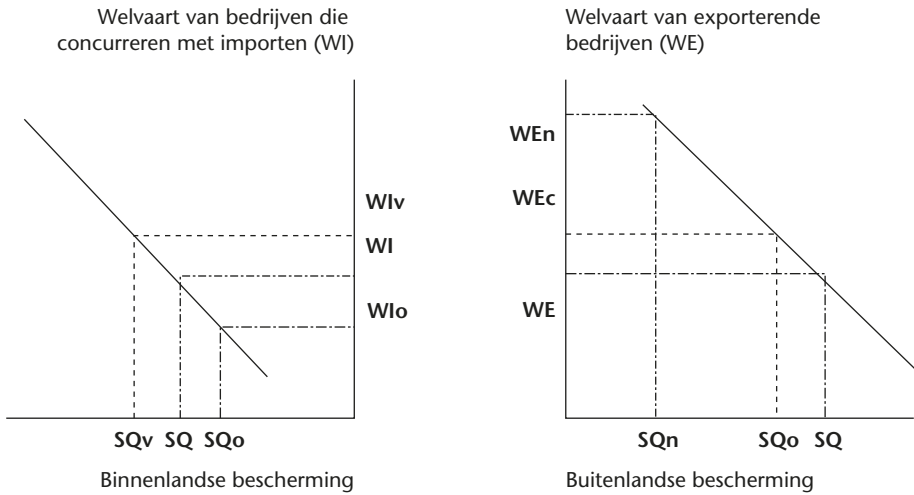 Welvaart van bedrijven die
concurreren met importen (WI)
WIv
WI
WIo
SQv SQ SQo
Binnenlandse bescherming
Welvaart van exporterende
bedrijven (WE)
WEn
WEc
WE
SQn SQo SQ
Buitenlandse bescherming